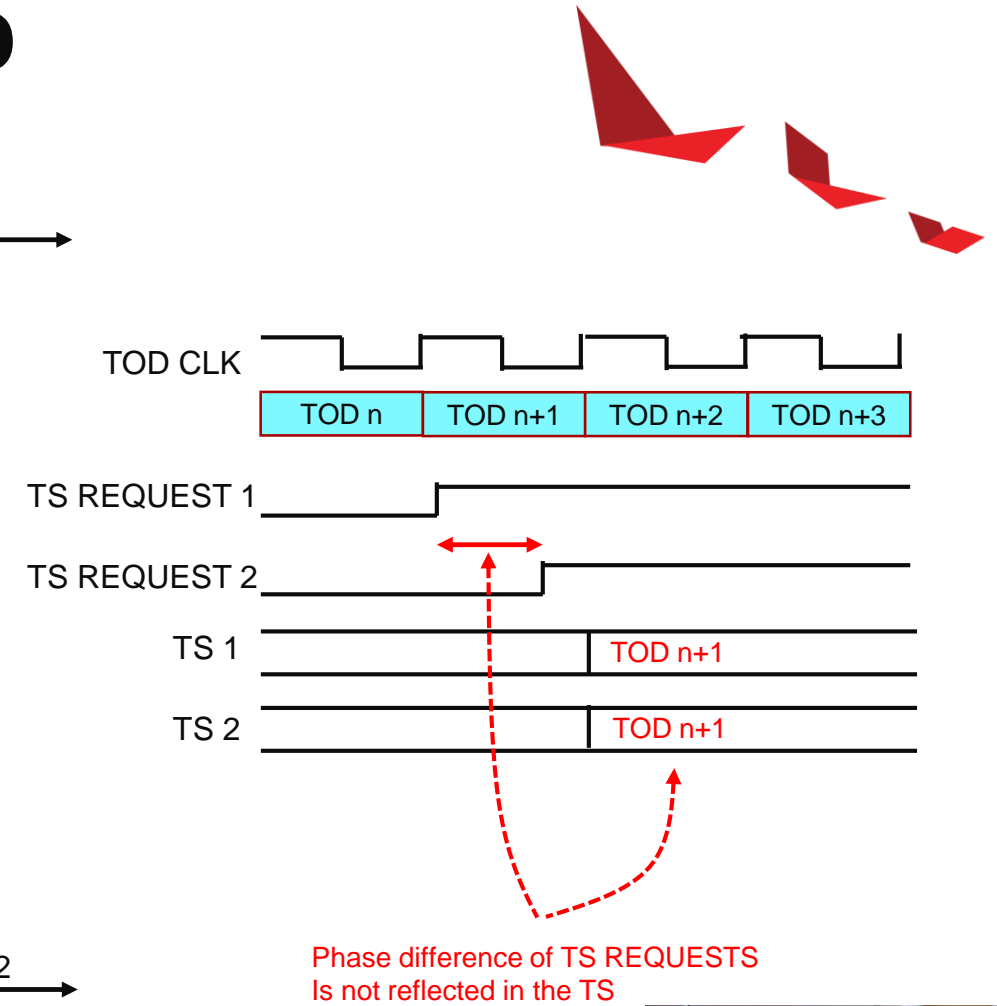 TOD CLK
TOD n TOD n+1 TOD n+2 TOD n+3
TS REQUEST 1
TS REQUEST 2
TS 1 TOD n+1
TS 2 TOD n+1
2
Phase difference of TS REQUESTS
Is not reflected in the TS